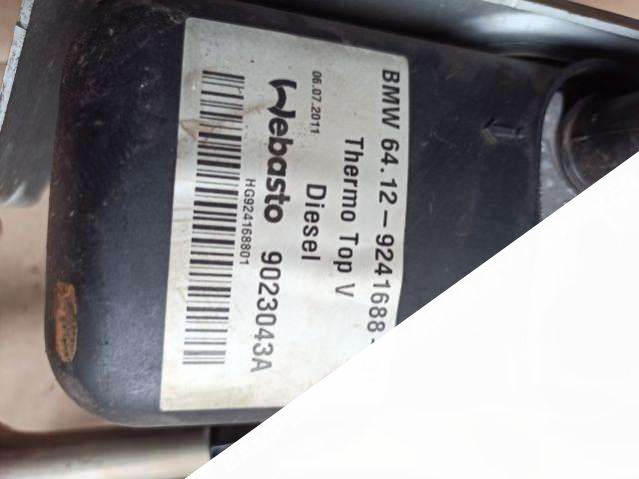 BMW 64.12-9241688-
Thermo Top V
Diesel
06.07.2011
Webasto 9023043A
HG924168801